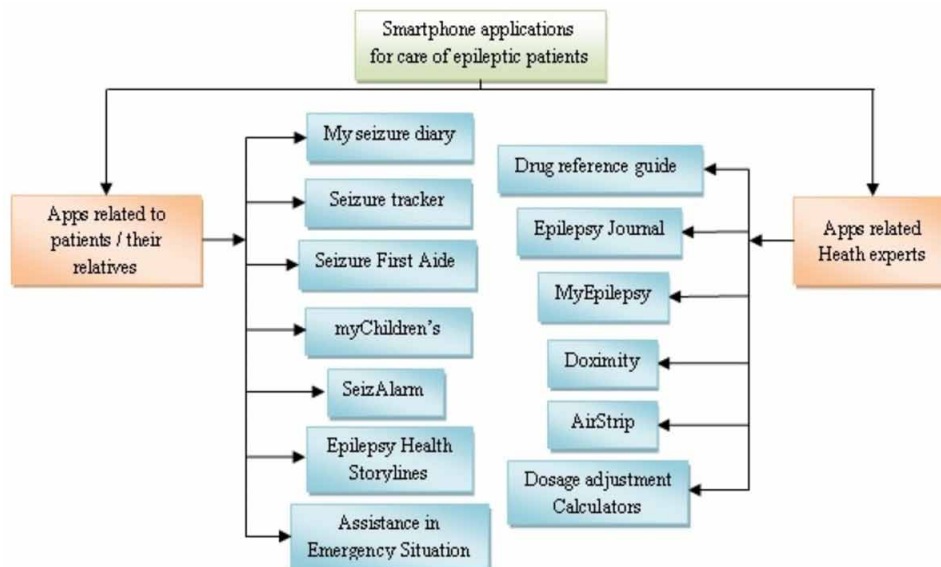 Smartphone applications
for care of epileptic patients
Apps related to
patients / their
relatives
My seizure diary
Seizure tracker
Seizure First Aide
myChildren's
SeizAlarm
Epilepsy Health
Storylines
Assistance in
Emergency Situation
Drug reference guide
Epilepsy Journal
MyEpilepsy
Doximity
AirStrip
Dosage adjustment
Calculators
Apps related
Heath experts